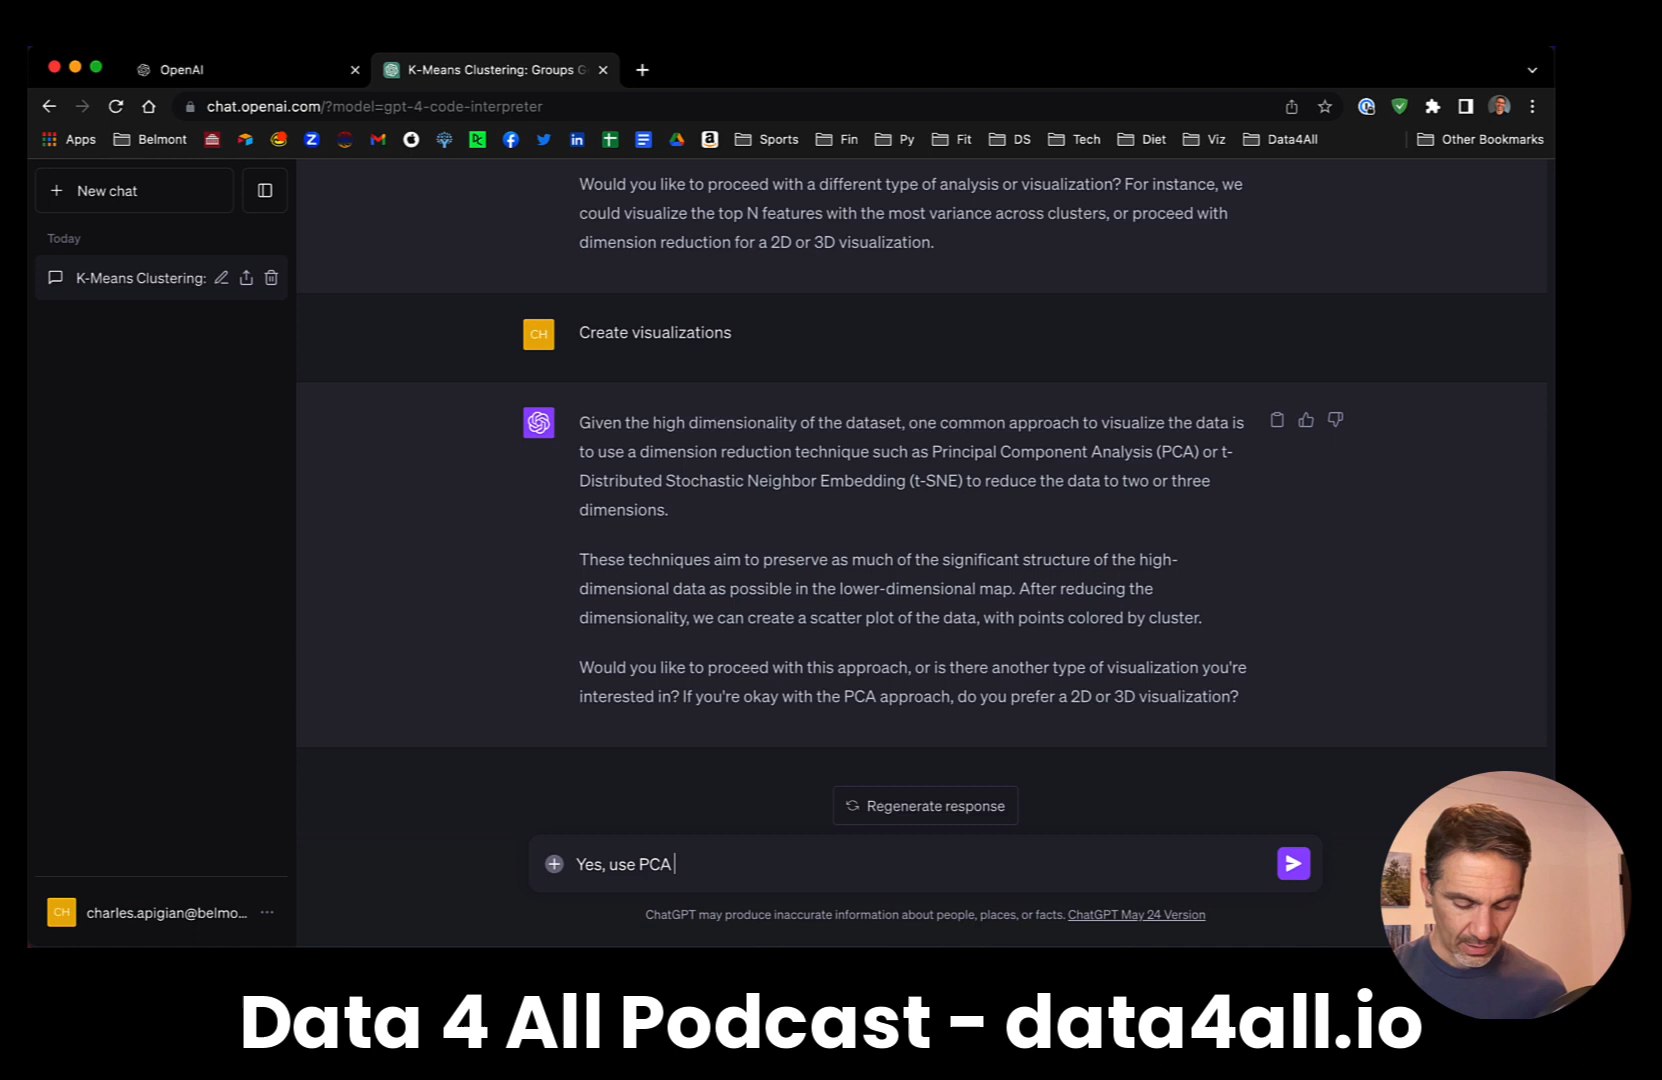 OpenAI
K-Means Clustering: Groups G
chat.openai.com/?model=gpt-4-code-interpreter
Apps
Belmont
Sports
Fin
Py
Fit
DS
Tech
Diet
Viz
Data4All
Other Bookmarks
New chat
Today
K-Means Clustering:
Would you like to proceed with a different type of analysis or visualization? For instance, we
could visualize the top N features with the most variance across clusters, or proceed with
dimension reduction for a 2D or 3D visualization.
CH
Create visualizations
Given the high dimensionality of the dataset, one common approach to visualize the data is
to use a dimension reduction technique such as Principal Component Analysis (PCA) or t-
Distributed Stochastic Neighbor Embedding (t-SNE) to reduce the data to two or three
dimensions.
These techniques aim to preserve as much of the significant structure of the high-
dimensional data as possible in the lower-dimensional map. After reducing the
dimensionality, we can create a scatter plot of the data, with points colored by cluster.
Would you like to proceed with this approach, or is there another type of visualization you're
interested in? If you're okay with the PCA approach, do you prefer a 2D or 3D visualization?
Regenerate response
Yes, use PCA
ChatGPT may produce inaccurate information about people, places, or facts. ChatGPT May 24 Version
CH
charles.apigian@belmo...
Data 4 All Podcast - data4all.io